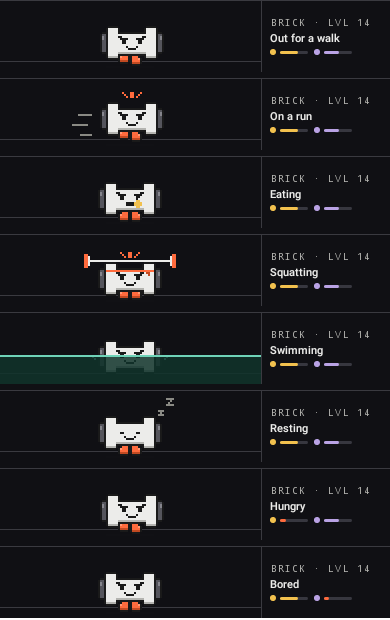 BRICK · LVL 14
Out for a walk
BRICK · LVL 14
On a run
BRICK · LVL 14
Eating
BRICK · LVL 14
Squatting
BRICK · LVL 14
Swimming
z
z
BRICK · LVL 14
Resting
BRICK · LVL 14
Hungry
BRICK · LVL 14
Bored